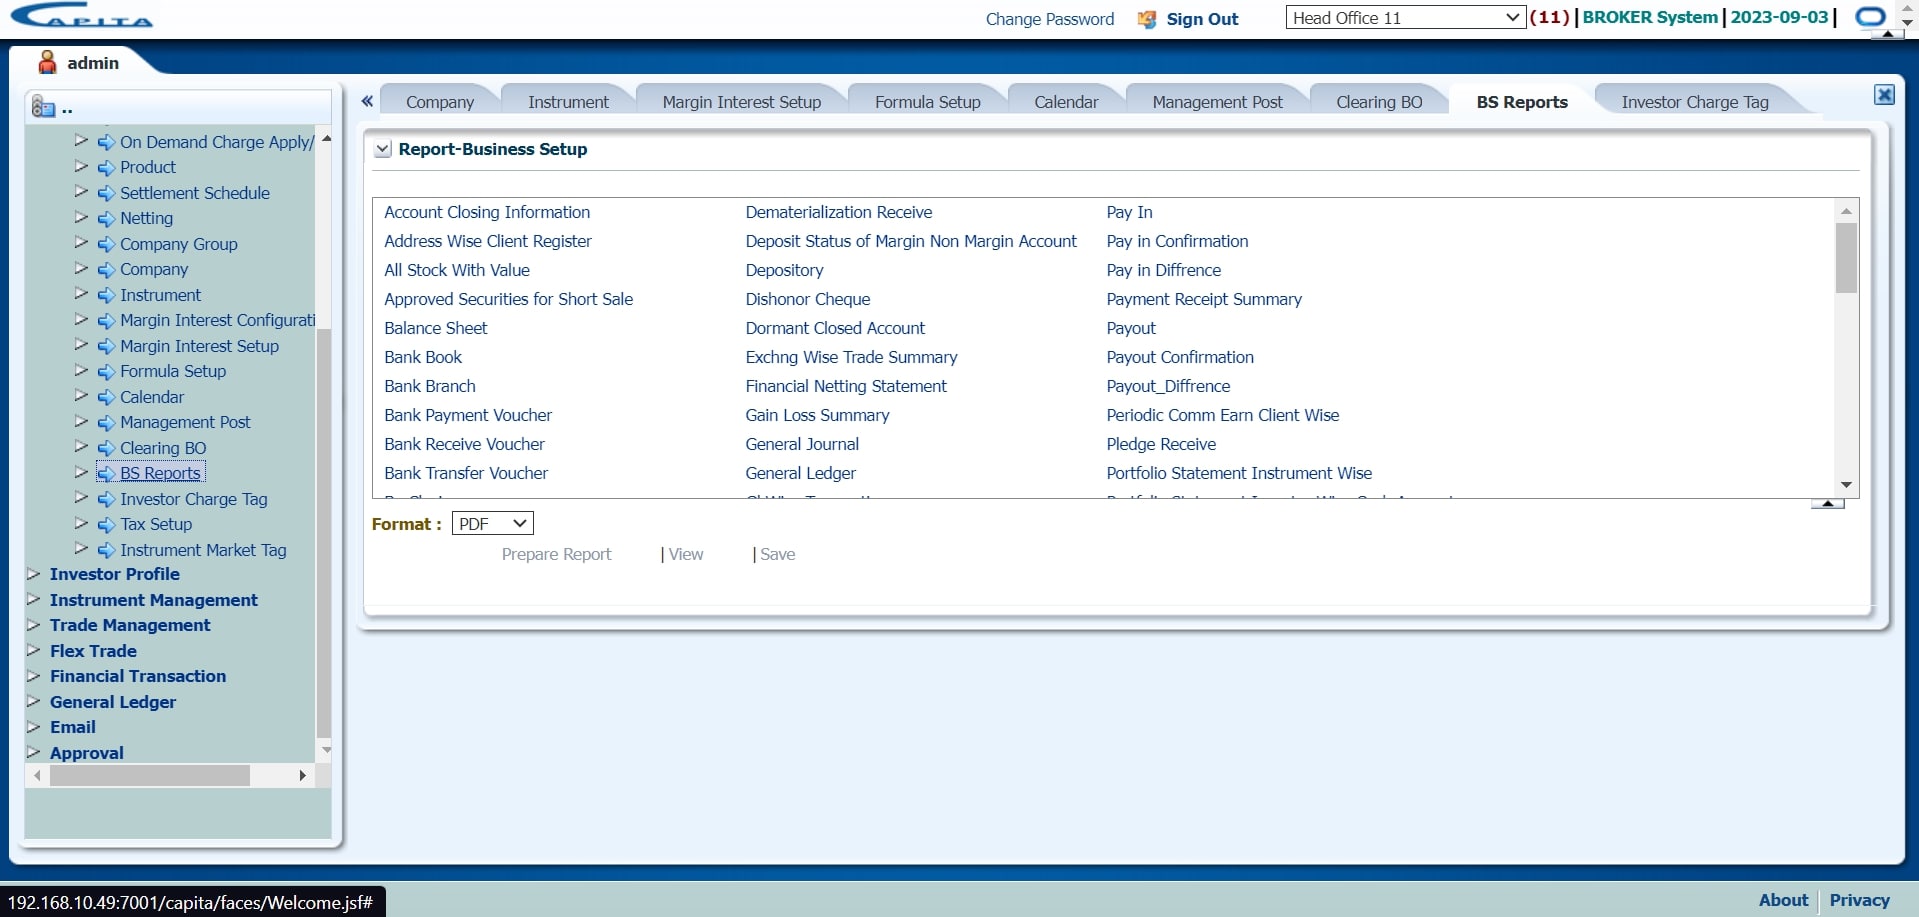 CAPITA
Change Password
Sign Out
Head Office 11
(11) | BROKER System | 2023-09-03 |
admin
..
On Demand Charge Apply/
Product
Settlement Schedule
Netting
Company Group
Company
Instrument
Margin Interest Configurati
Margin Interest Setup
Formula Setup
Calendar
Management Post
Clearing BO
BS Reports
Investor Charge Tag
Tax Setup
Instrument Market Tag
Investor Profile
Instrument Management
Trade Management
Flex Trade
Financial Transaction
General Ledger
Email
Approval
«
Company
Instrument
Margin Interest Setup
Formula Setup
Calendar
Management Post
Clearing BO
BS Reports
Investor Charge Tag
Report-Business Setup
Account Closing Information
Address Wise Client Register
All Stock With Value
Approved Securities for Short Sale
Balance Sheet
Bank Book
Bank Branch
Bank Payment Voucher
Bank Receive Voucher
Bank Transfer Voucher
Dematerialization Receive
Deposit Status of Margin Non Margin Account
Depository
Dishonor Cheque
Dormant Closed Account
Exchng Wise Trade Summary
Financial Netting Statement
Gain Loss Summary
General Journal
General Ledger
Pay In
Pay in Confirmation
Pay in Diffrence
Payment Receipt Summary
Payout
Payout Confirmation
Payout_Diffrence
Periodic Comm Earn Client Wise
Pledge Receive
Portfolio Statement Instrument Wise
Format : PDF
Prepare Report | View | Save
192.168.10.49:7001/capita/faces/Welcome.jsf#
About | Privacy